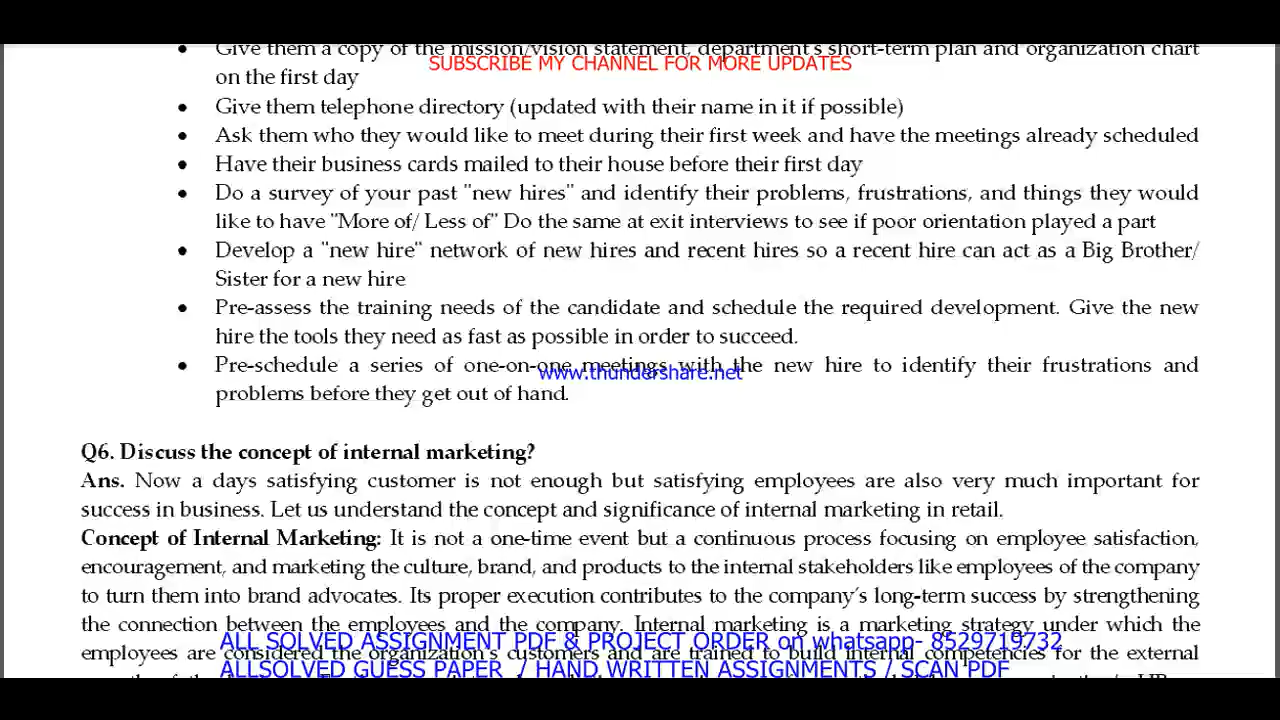 Give them a copy of the mission/vision statement, department's short-term plan and organization chart
SUBSCRIBE MY CHANNEL FOR MORE UPDATES
on the first day
• Give them telephone directory (updated with their name in it if possible)
• Ask them who they would like to meet during their first week and have the meetings already scheduled
• Have their business cards mailed to their house before their first day
• Do a survey of your past "new hires" and identify their problems, frustrations, and things they would
like to have "More of/ Less of" Do the same at exit interviews to see if poor orientation played a part
• Develop a "new hire" network of new hires and recent hires so a recent hire can act as a Big Brother/
Sister for a new hire
• Pre-assess the training needs of the candidate and schedule the required development. Give the new
hire the tools they need as fast as possible in order to succeed.
• Pre-schedule a series of one-on-one meetings with the new hire to identify their frustrations and
www.thundershare.net
problems before they get out of hand.
Q6. Discuss the concept of internal marketing?
Ans. Now a days satisfying customer is not enough but satisfying employees are also very much important for
success in business. Let us understand the concept and significance of internal marketing in retail.
Concept of Internal Marketing: It is not a one-time event but a continuous process focusing on employee satisfaction,
encouragement, and marketing the culture, brand, and products to the internal stakeholders like employees of the company
to turn them into brand advocates. Its proper execution contributes to the company's long-term success by strengthening
the connection between the employees and the company. Internal marketing is a marketing strategy under which the
ALL SOLVED ASSIGNMENT PDF & PROJECT ORDER on whatsapp- 8529719732
employees are considered the organization's customers and are trained to build internal competencies for the external
ALLSOLVED GUESS PAPER / HAND WRITTEN ASSIGNMENTS / SCAN PDF